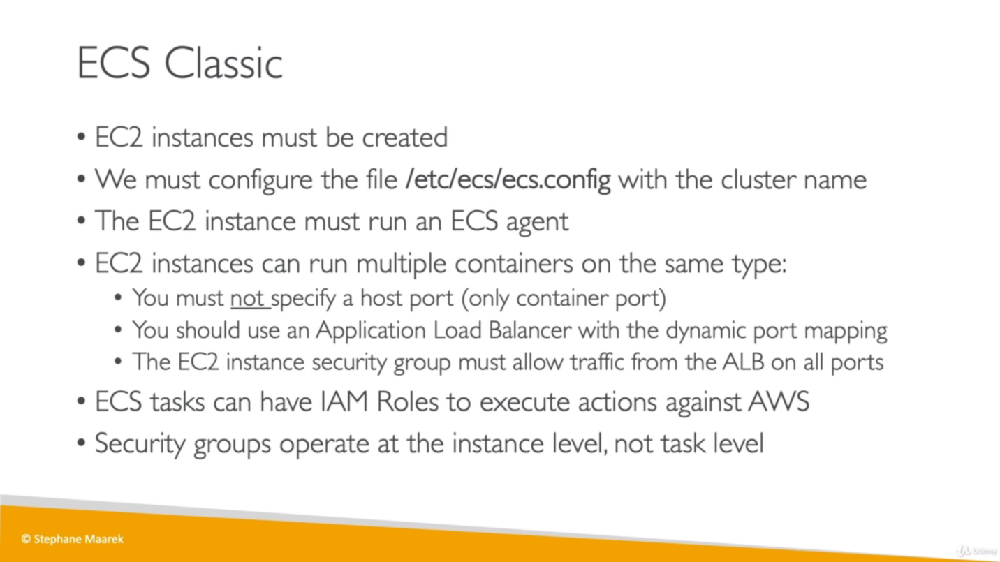 ECS Classic
• EC2 instances must be created
• We must configure the file /etc/ecs/ecs.config with the cluster name
• The EC2 instance must run an ECS agent
• EC2 instances can run multiple containers on the same type:
• You must not specify a host port (only container port)
• You should use an Application Load Balancer with the dynamic port mapping
• The EC2 instance security group must allow traffic from the ALB on all ports
• ECS tasks can have IAM Roles to execute actions against AWS
• Security groups operate at the instance level, not task level
© Stephane Maarek
Udemy